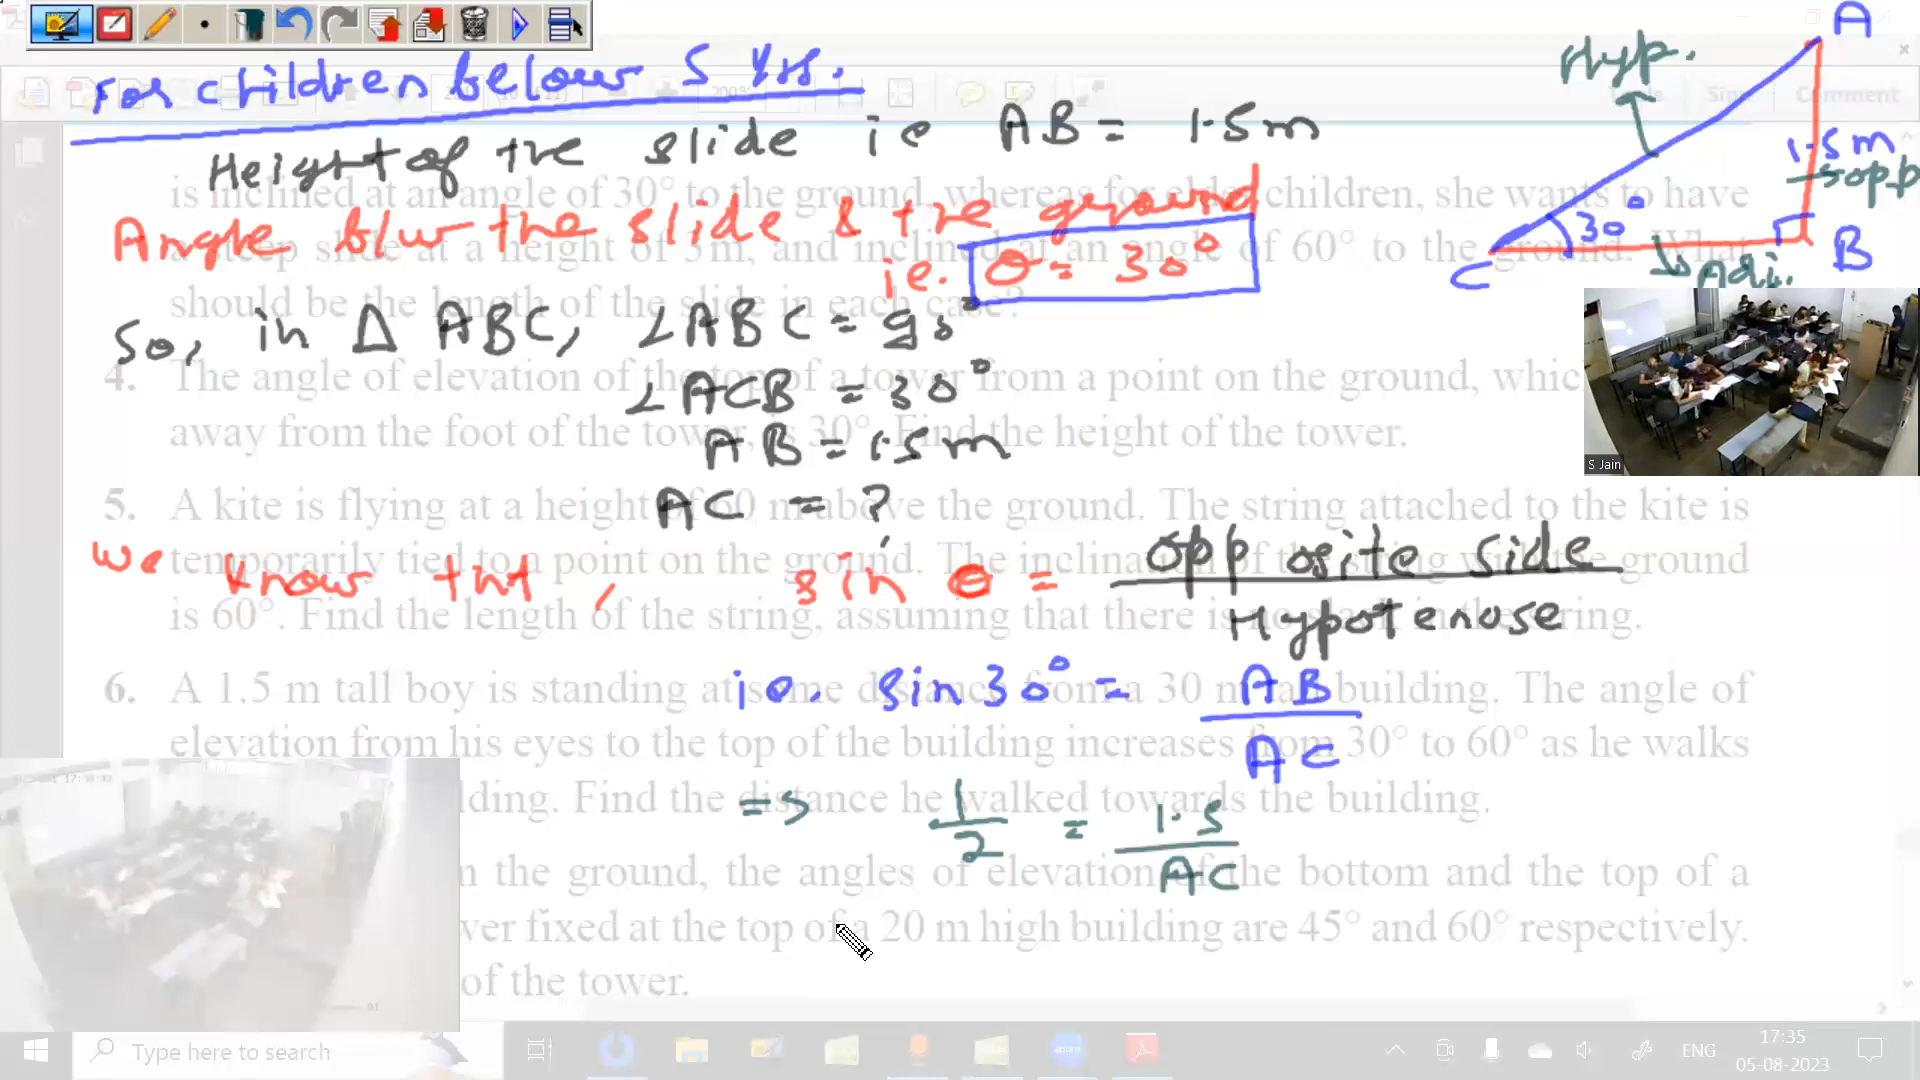 For children below 5 Yrs.
Height of the slide ie AB = 1.5m
is inclined at an angle of 30° to the ground, whereas for elder children, she wants to have
Angle b/w the slide & the ground
a steep slide at a height of 3m, and inclined at an angle of 60° to the ground. What
ie. θ = 30°
should be the length of the slide in each case?
So, in Δ ABC, ∠ABC = 90°
∠ACB = 30°
4. The angle of elevation of the top of a tower from a point on the ground, whic
away from the foot of the tower, 30°. Find the height of the tower.
AB = 1.5m
AC = ?
5. A kite is flying at a height of 60 m above the ground. The string attached to the kite is
temporarily tied to a point on the ground. The inclina of the string with the ground
We know tht, sin θ = opposite side
Hypotenose
is 60°. Find the length of the string, assuming that there is no slack in the string.
i.e. sin30° = AB
AC
6. A 1.5 m tall boy is standing at some distance from a 30 m building. The angle of
elevation from his eyes to the top of the building increases from 30° to 60° as he walks
lding. Find the distance he walked towards the building.
=> 1/2 = 1.5
AC
n the ground, the angles of elevation of the bottom and the top of a
wer fixed at the top of a 20 m high building are 45° and 60° respectively.
of the tower.
A
Hyp.
1.5m
opp
30°
C
B
Adj.
S Jain
Sign
Comment
Type here to search
zoom
ENG
17:35
05-08-2023